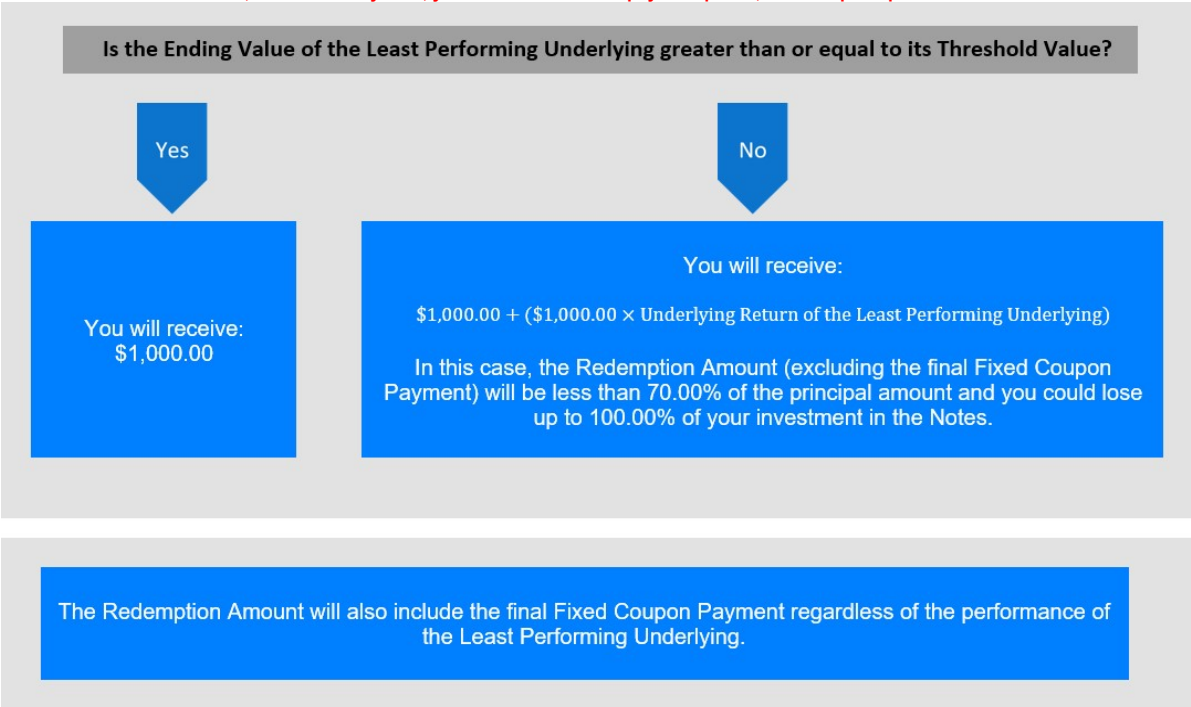 Is the Ending Value of the Least Performing Underlying greater than or equal to its Threshold Value?
Yes
No
You will receive:
$1,000.00
You will receive:
$1,000.00 + ($1,000.00 × Underlying Return of the Least Performing Underlying)
In this case, the Redemption Amount (excluding the final Fixed Coupon
Payment) will be less than 70.00% of the principal amount and you could lose
up to 100.00% of your investment in the Notes.
The Redemption Amount will also include the final Fixed Coupon Payment regardless of the performance of
the Least Performing Underlying.